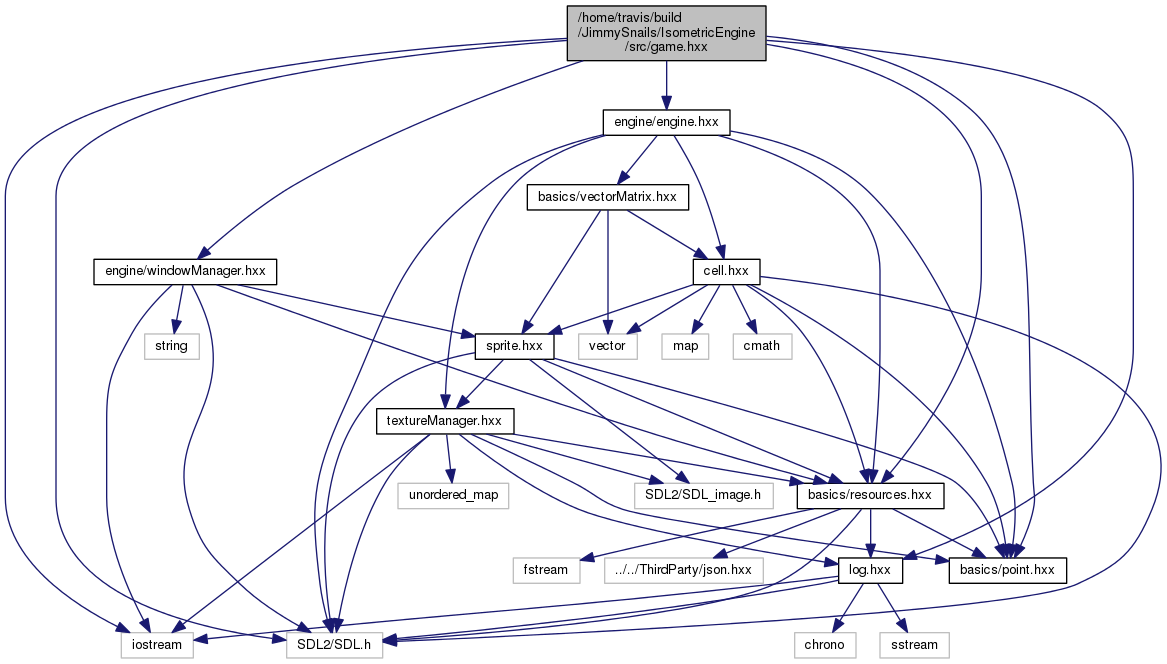 /home/travis/build
/JimmySnails/IsometricEngine
/src/game.hxx
engine/engine.hxx
basics/vectorMatrix.hxx
engine/windowManager.hxx
cell.hxx
string
sprite.hxx
vector
map
cmath
textureManager.hxx
unordered_map
SDL2/SDL_image.h
basics/resources.hxx
fstream
../../ThirdParty/json.hxx
log.hxx
basics/point.hxx
iostream
SDL2/SDL.h
chrono
sstream